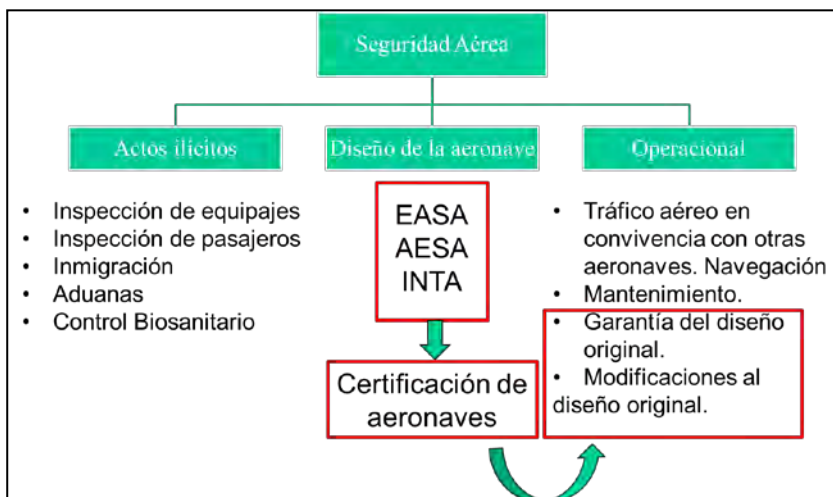 Seguridad Aérea
Actos ilícitos
Diseño de la aeronave
Operacional
• Inspección de equipajes
• Inspección de pasajeros
• Inmigración
• Aduanas
• Control Biosanitario
EASA
AESA
INTA
Certificación de
aeronaves
• Tráfico aéreo en
convivencia con otras
aeronaves. Navegación
• Mantenimiento.
• Garantía del diseño
original.
• Modificaciones al
diseño original.